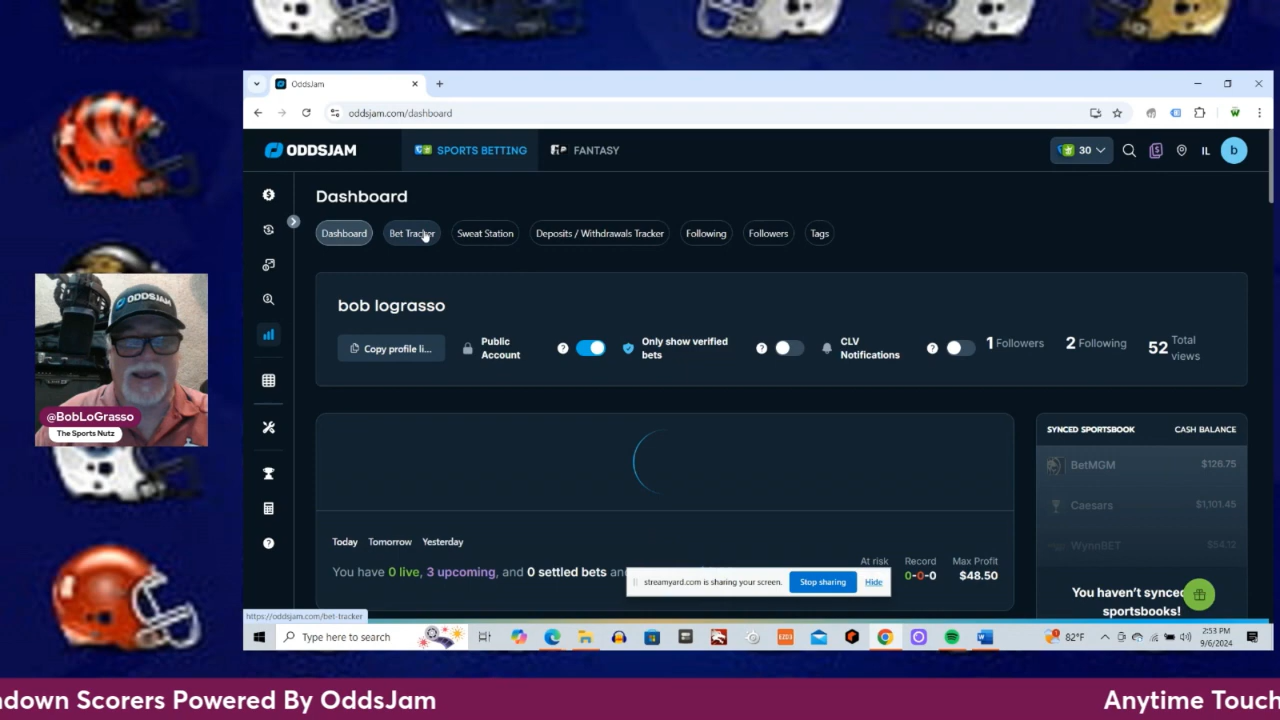 OddsJam
oddsjam.com/dashboard
ODDSJAM
SPORTS BETTING
FANTASY
30
IL
b
Dashboard
Dashboard
Bet Tracker
Sweat Station
Deposits / Withdrawals Tracker
Following
Followers
Tags
bob lograsso
Copy profile li...
Public
Account
Only show verified
bets
CLV
Notifications
1 Followers
2 Following
52 Total
views
SYNCED SPORTSBOOK
CASH BALANCE
BetMGM
$126.75
Caesars
$1,101.45
WynnBET
$54.12
You haven't synced
sportsbooks!
Today Tomorrow Yesterday
You have 0 live, 3 upcoming, and 0 settled bets an
At risk
Record
0-0-0
Max Profit
$48.50
streamyard.com is sharing your screen.
Stop sharing
Hide
https://oddsjam.com/bet-tracker
Type here to search
82°F
2:53 PM
9/6/2024
ODDSJAM
@BobLoGrasso
The Sports Nutz
ndown Scorers Powered By OddsJam
Anytime Touch